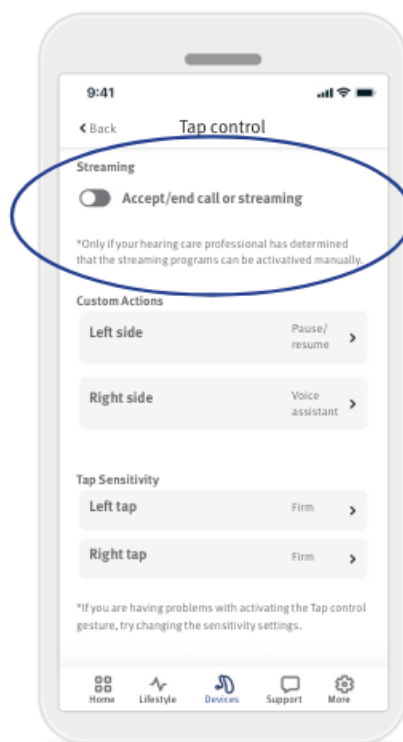 9:41
Back Tap control
Streaming
Accept/end call or streaming
*Only if your hearing care professional has determined
that the streaming programs can be activatived manually.
Custom Actions
Left side Pause/
resume
Right side Voice
assistant
Tap Sensitivity
Left tap Firm
Right tap Firm
*If you are having problems with activating the Tap control
gesture, try changing the sensitivity settings.
Home Lifestyle Devices Support More